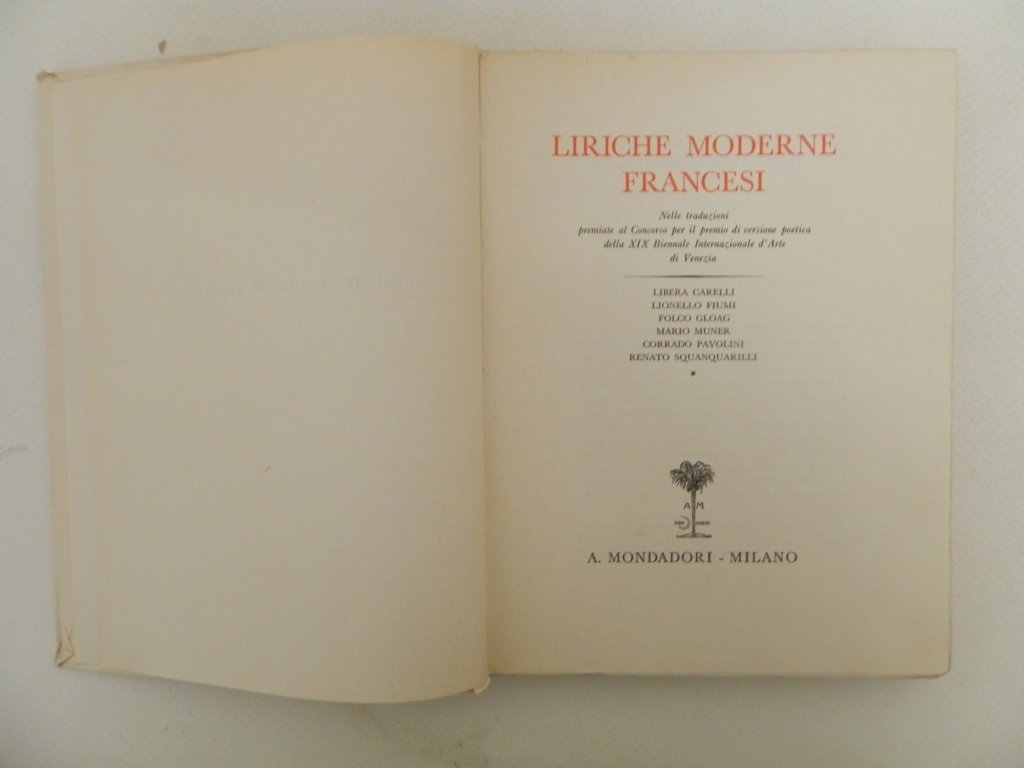 LIRICHE MODERNE
FRANCESI
Nelle traduzioni
premiate al Concorso per il premio di versione poetica
della XIX Biennale Internazionale d'Arte
di Venezia
LIBERA CARELLI
LIONELLO FIUMI
FOLCO GLOAG
MARIO MUNER
CORRADO PAVOLINI
RENATO SQUANQUARILLI
*
A M
A. MONDADORI - MILANO